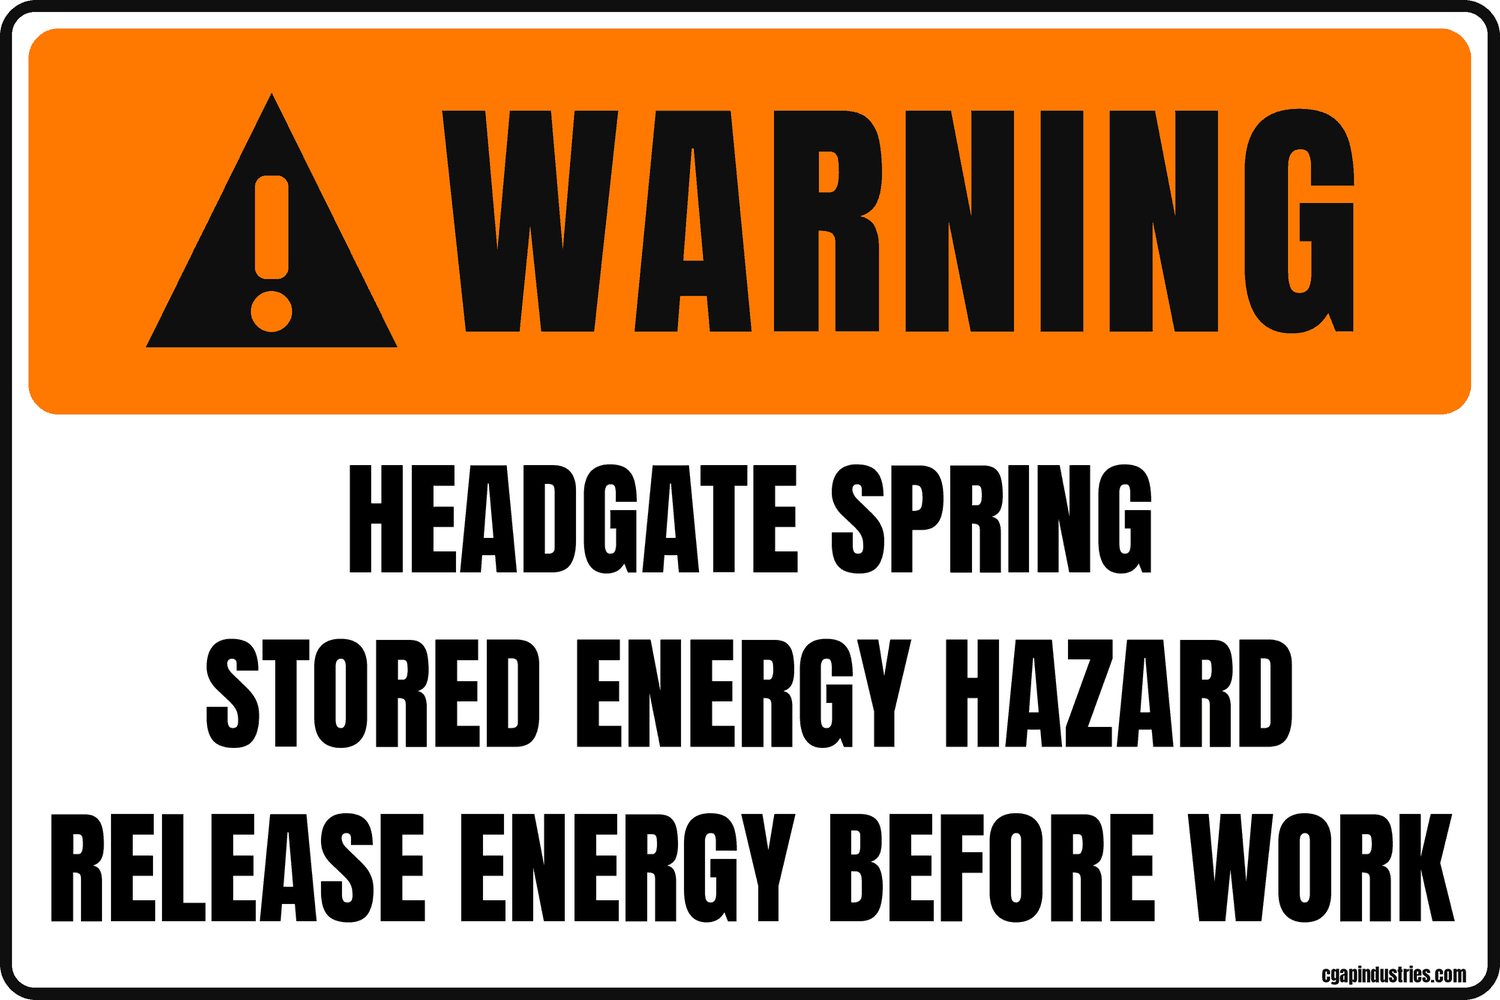 WARNING
HEADGATE SPRING
STORED ENERGY HAZARD
RELEASE ENERGY BEFORE WORK
cgapindustries.com